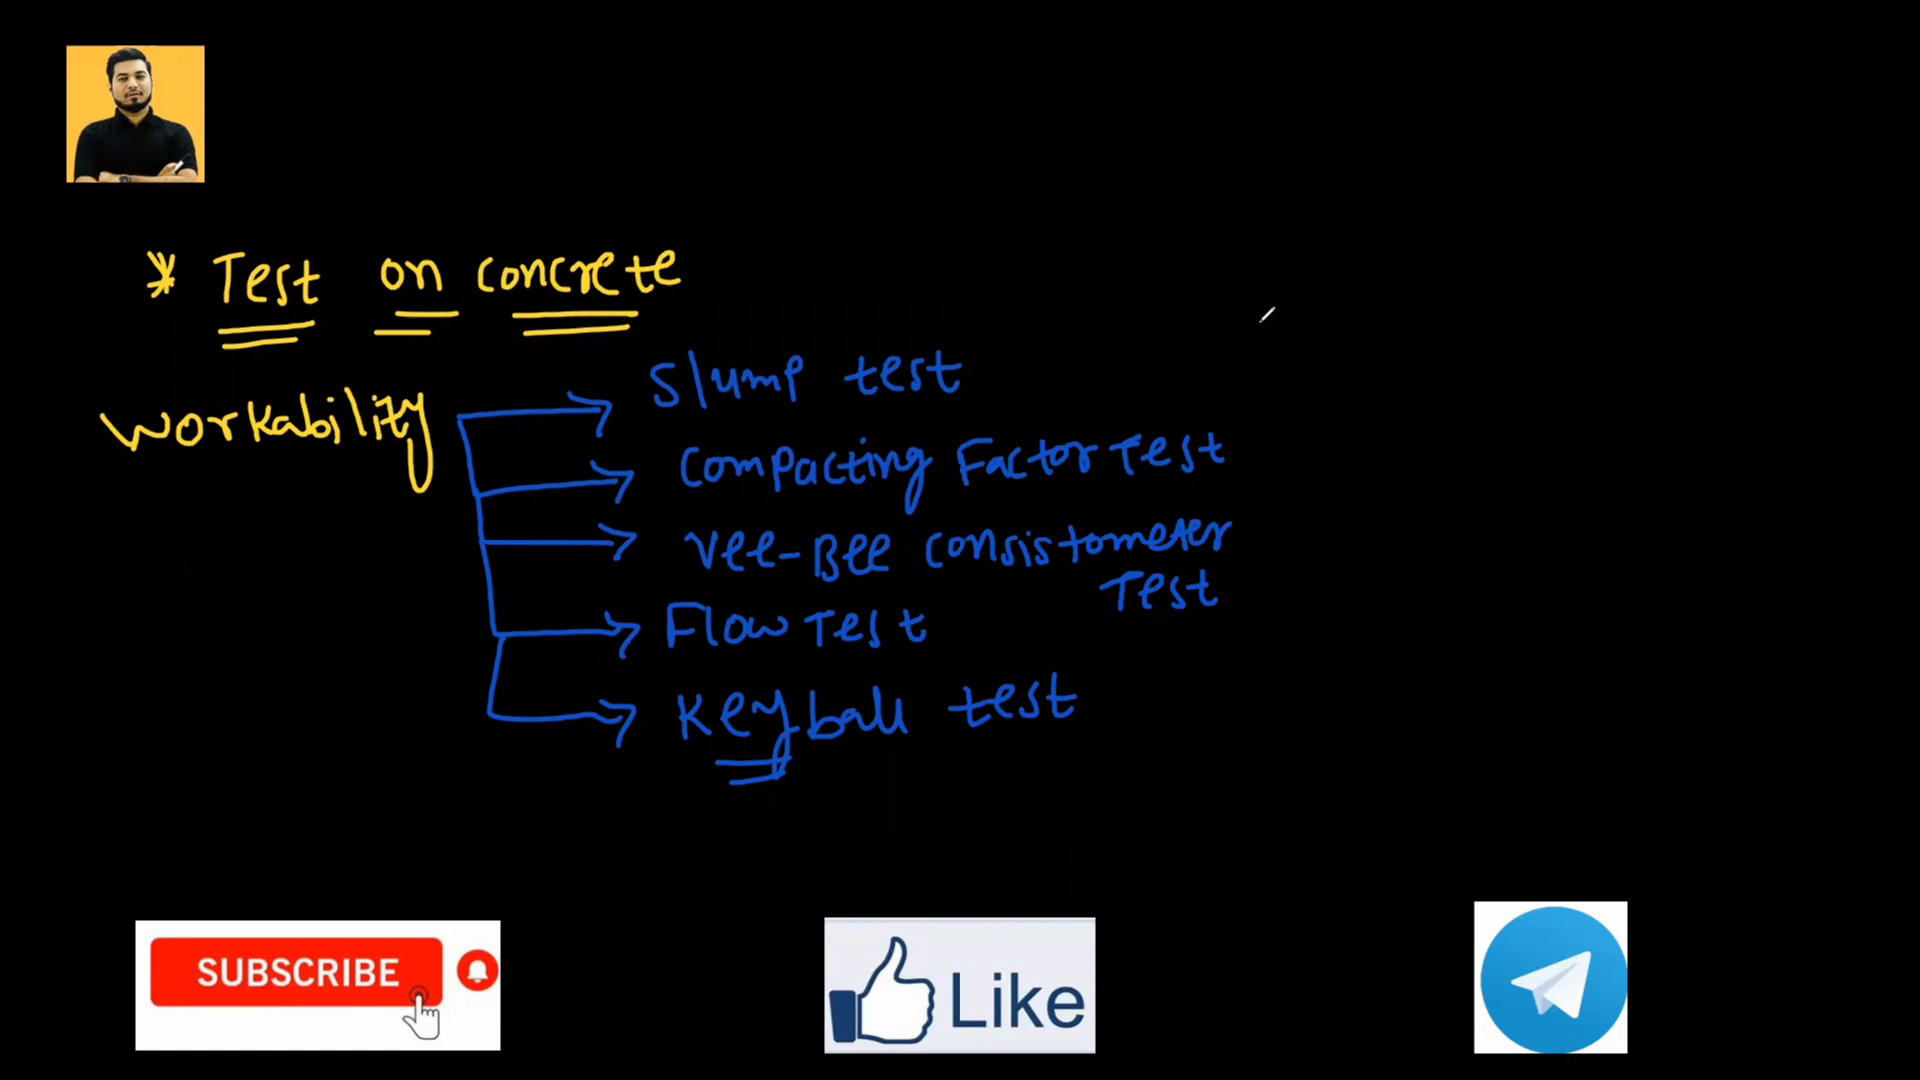 * Test on concrete
Workability
Slump test
Compacting Factor Test
Vee-Bee Consistometer
Test
Flow Test
Keyball test
SUBSCRIBE
Like